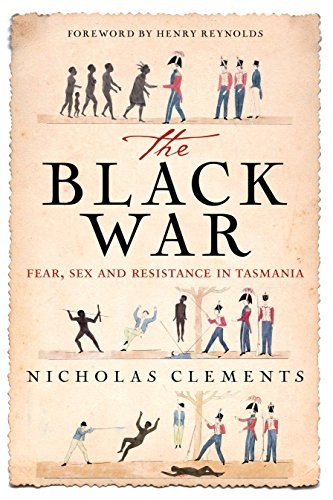 FOREWORD BY HENRY REYNOLDS
The
BLACK
WAR
FEAR, SEX AND RESISTANCE IN TASMANIA
NICHOLAS CLEMENTS